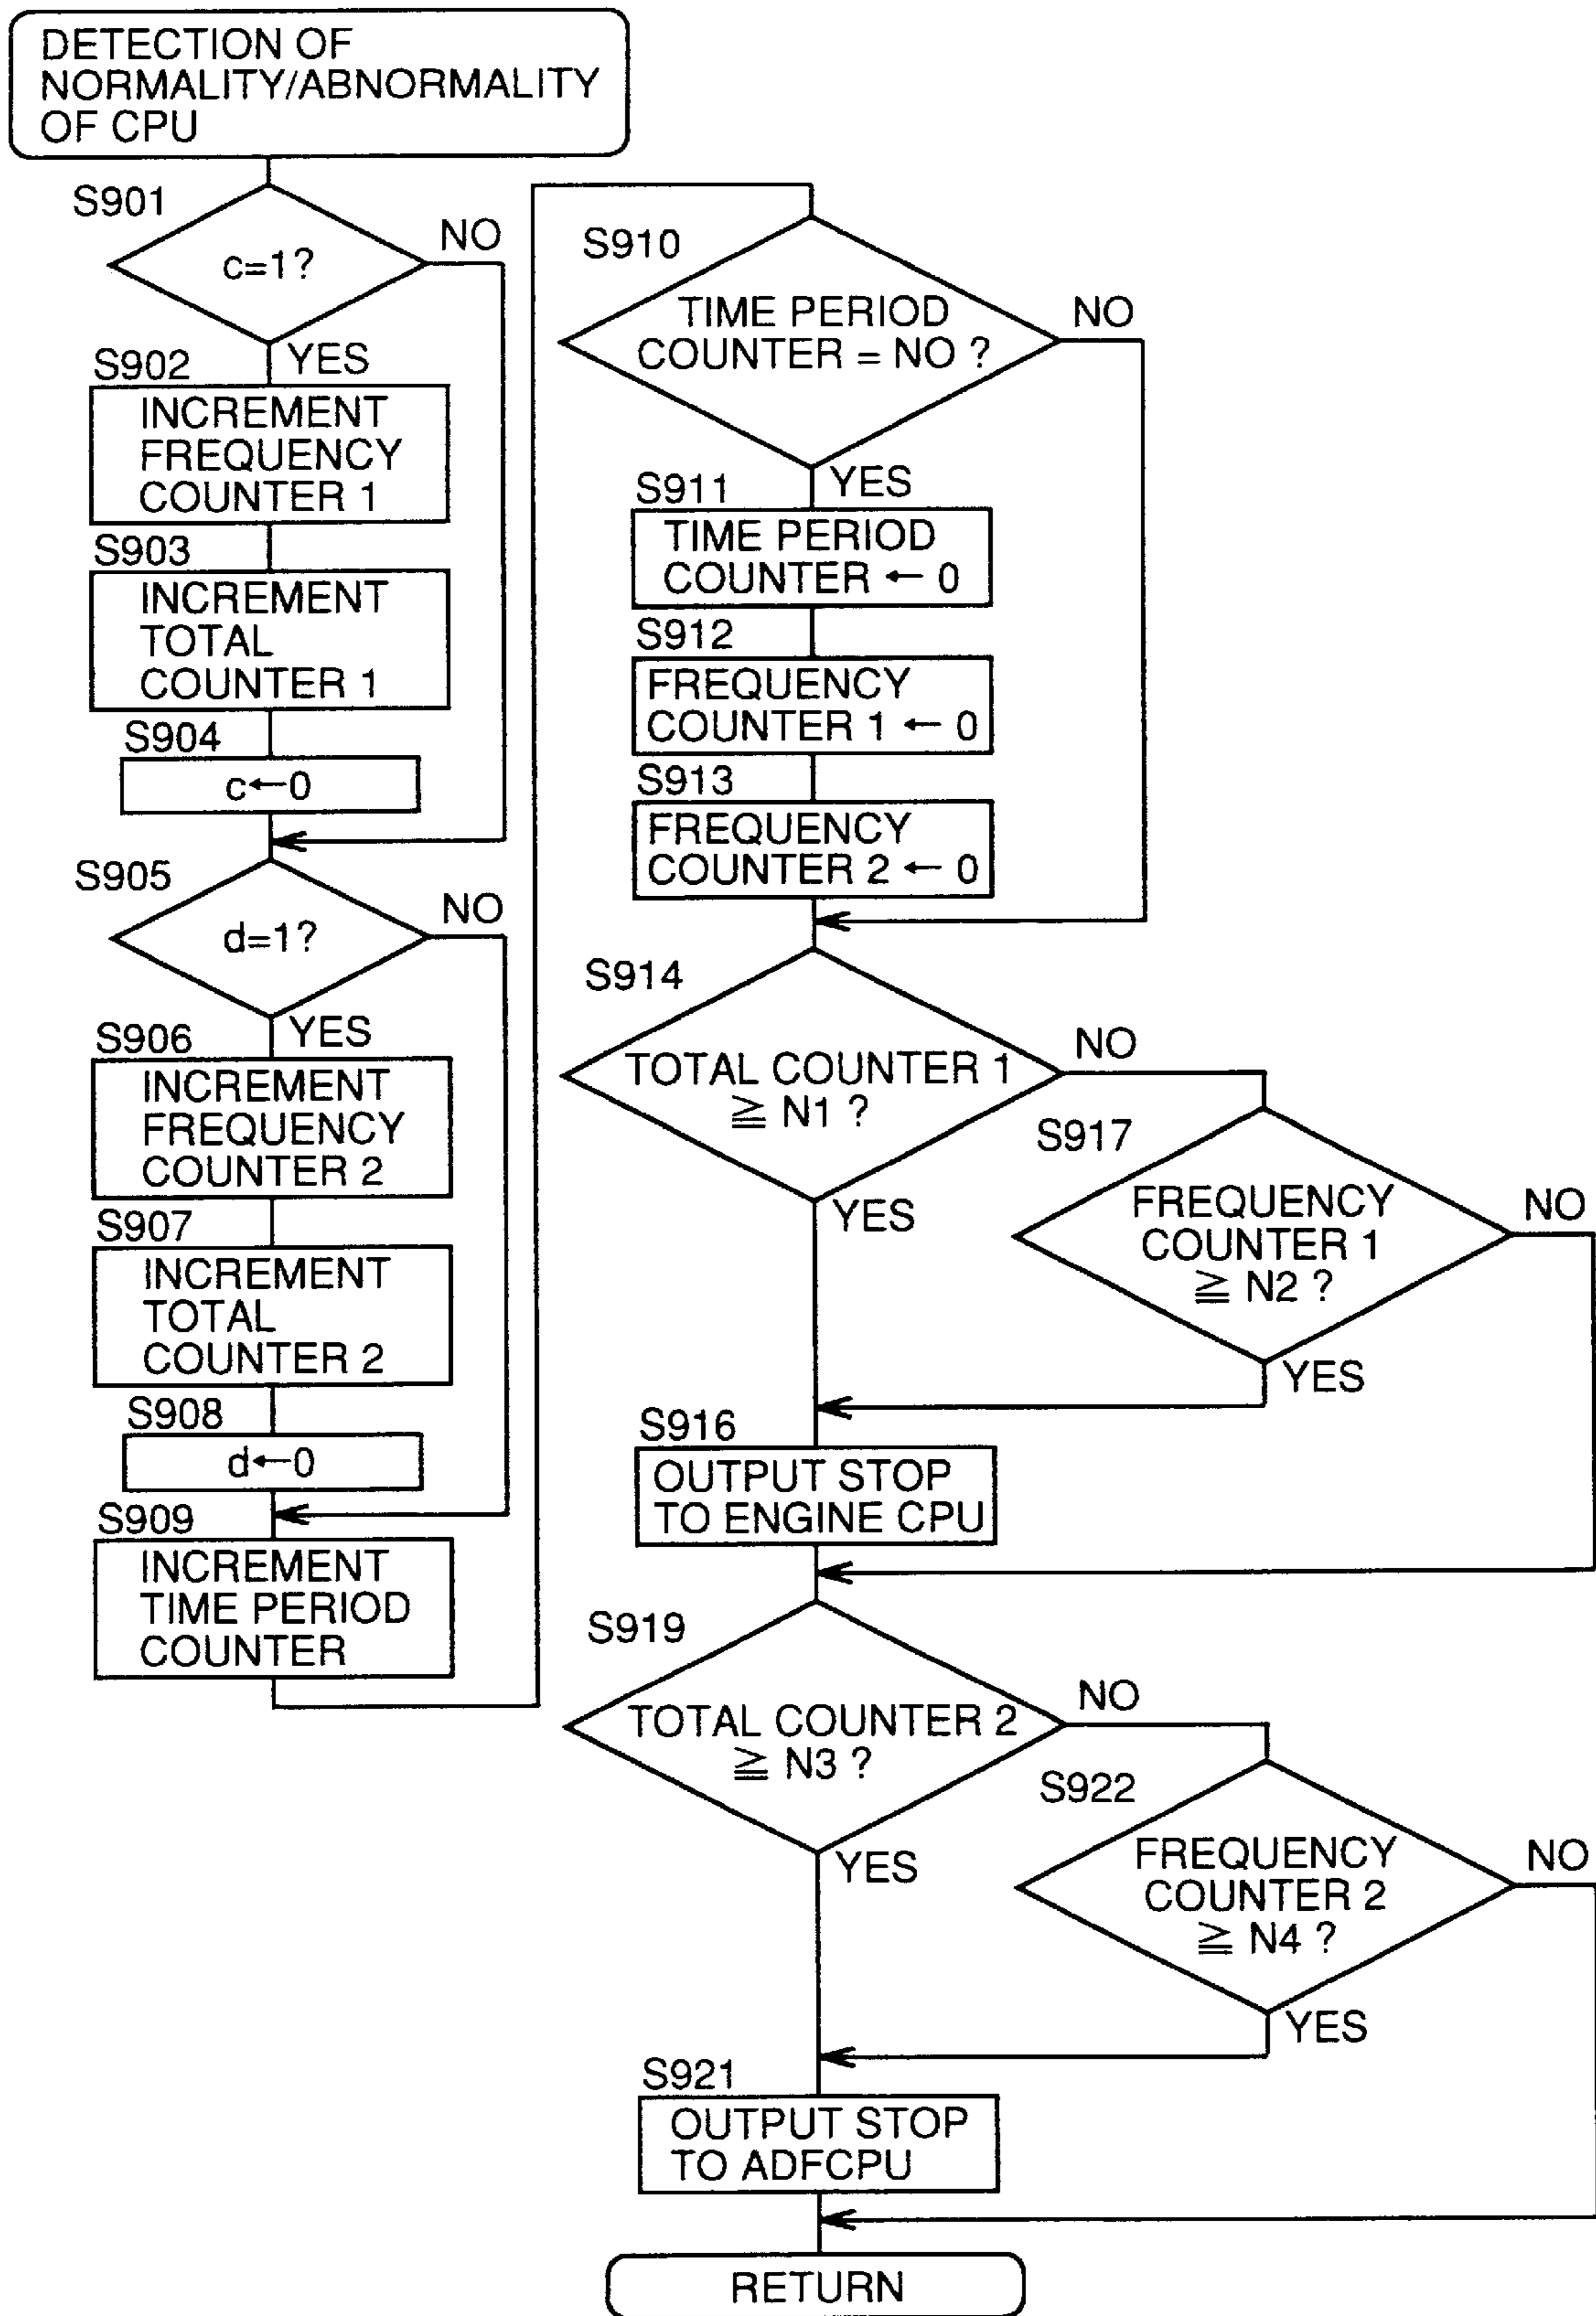 DETECTION OF
NORMALITY/ABNORMALITY
OF CPU
S901
c=1?
NO
YES
S902
INCREMENT
FREQUENCY
COUNTER 1
S903
INCREMENT
TOTAL
COUNTER 1
S904
c←0
S905
d=1?
NO
YES
S906
INCREMENT
FREQUENCY
COUNTER 2
S907
INCREMENT
TOTAL
COUNTER 2
S908
d←0
S909
INCREMENT
TIME PERIOD
COUNTER
S910
TIME PERIOD
COUNTER = NO ?
NO
YES
S911
TIME PERIOD
COUNTER ← 0
S912
FREQUENCY
COUNTER 1 ← 0
S913
FREQUENCY
COUNTER 2 ← 0
S914
TOTAL COUNTER 1
≧ N1 ?
NO
YES
S917
FREQUENCY
COUNTER 1
≧ N2 ?
NO
YES
S916
OUTPUT STOP
TO ENGINE CPU
S919
TOTAL COUNTER 2
≧ N3 ?
NO
YES
S922
FREQUENCY
COUNTER 2
≧ N4 ?
NO
YES
S921
OUTPUT STOP
TO ADFCPU
RETURN